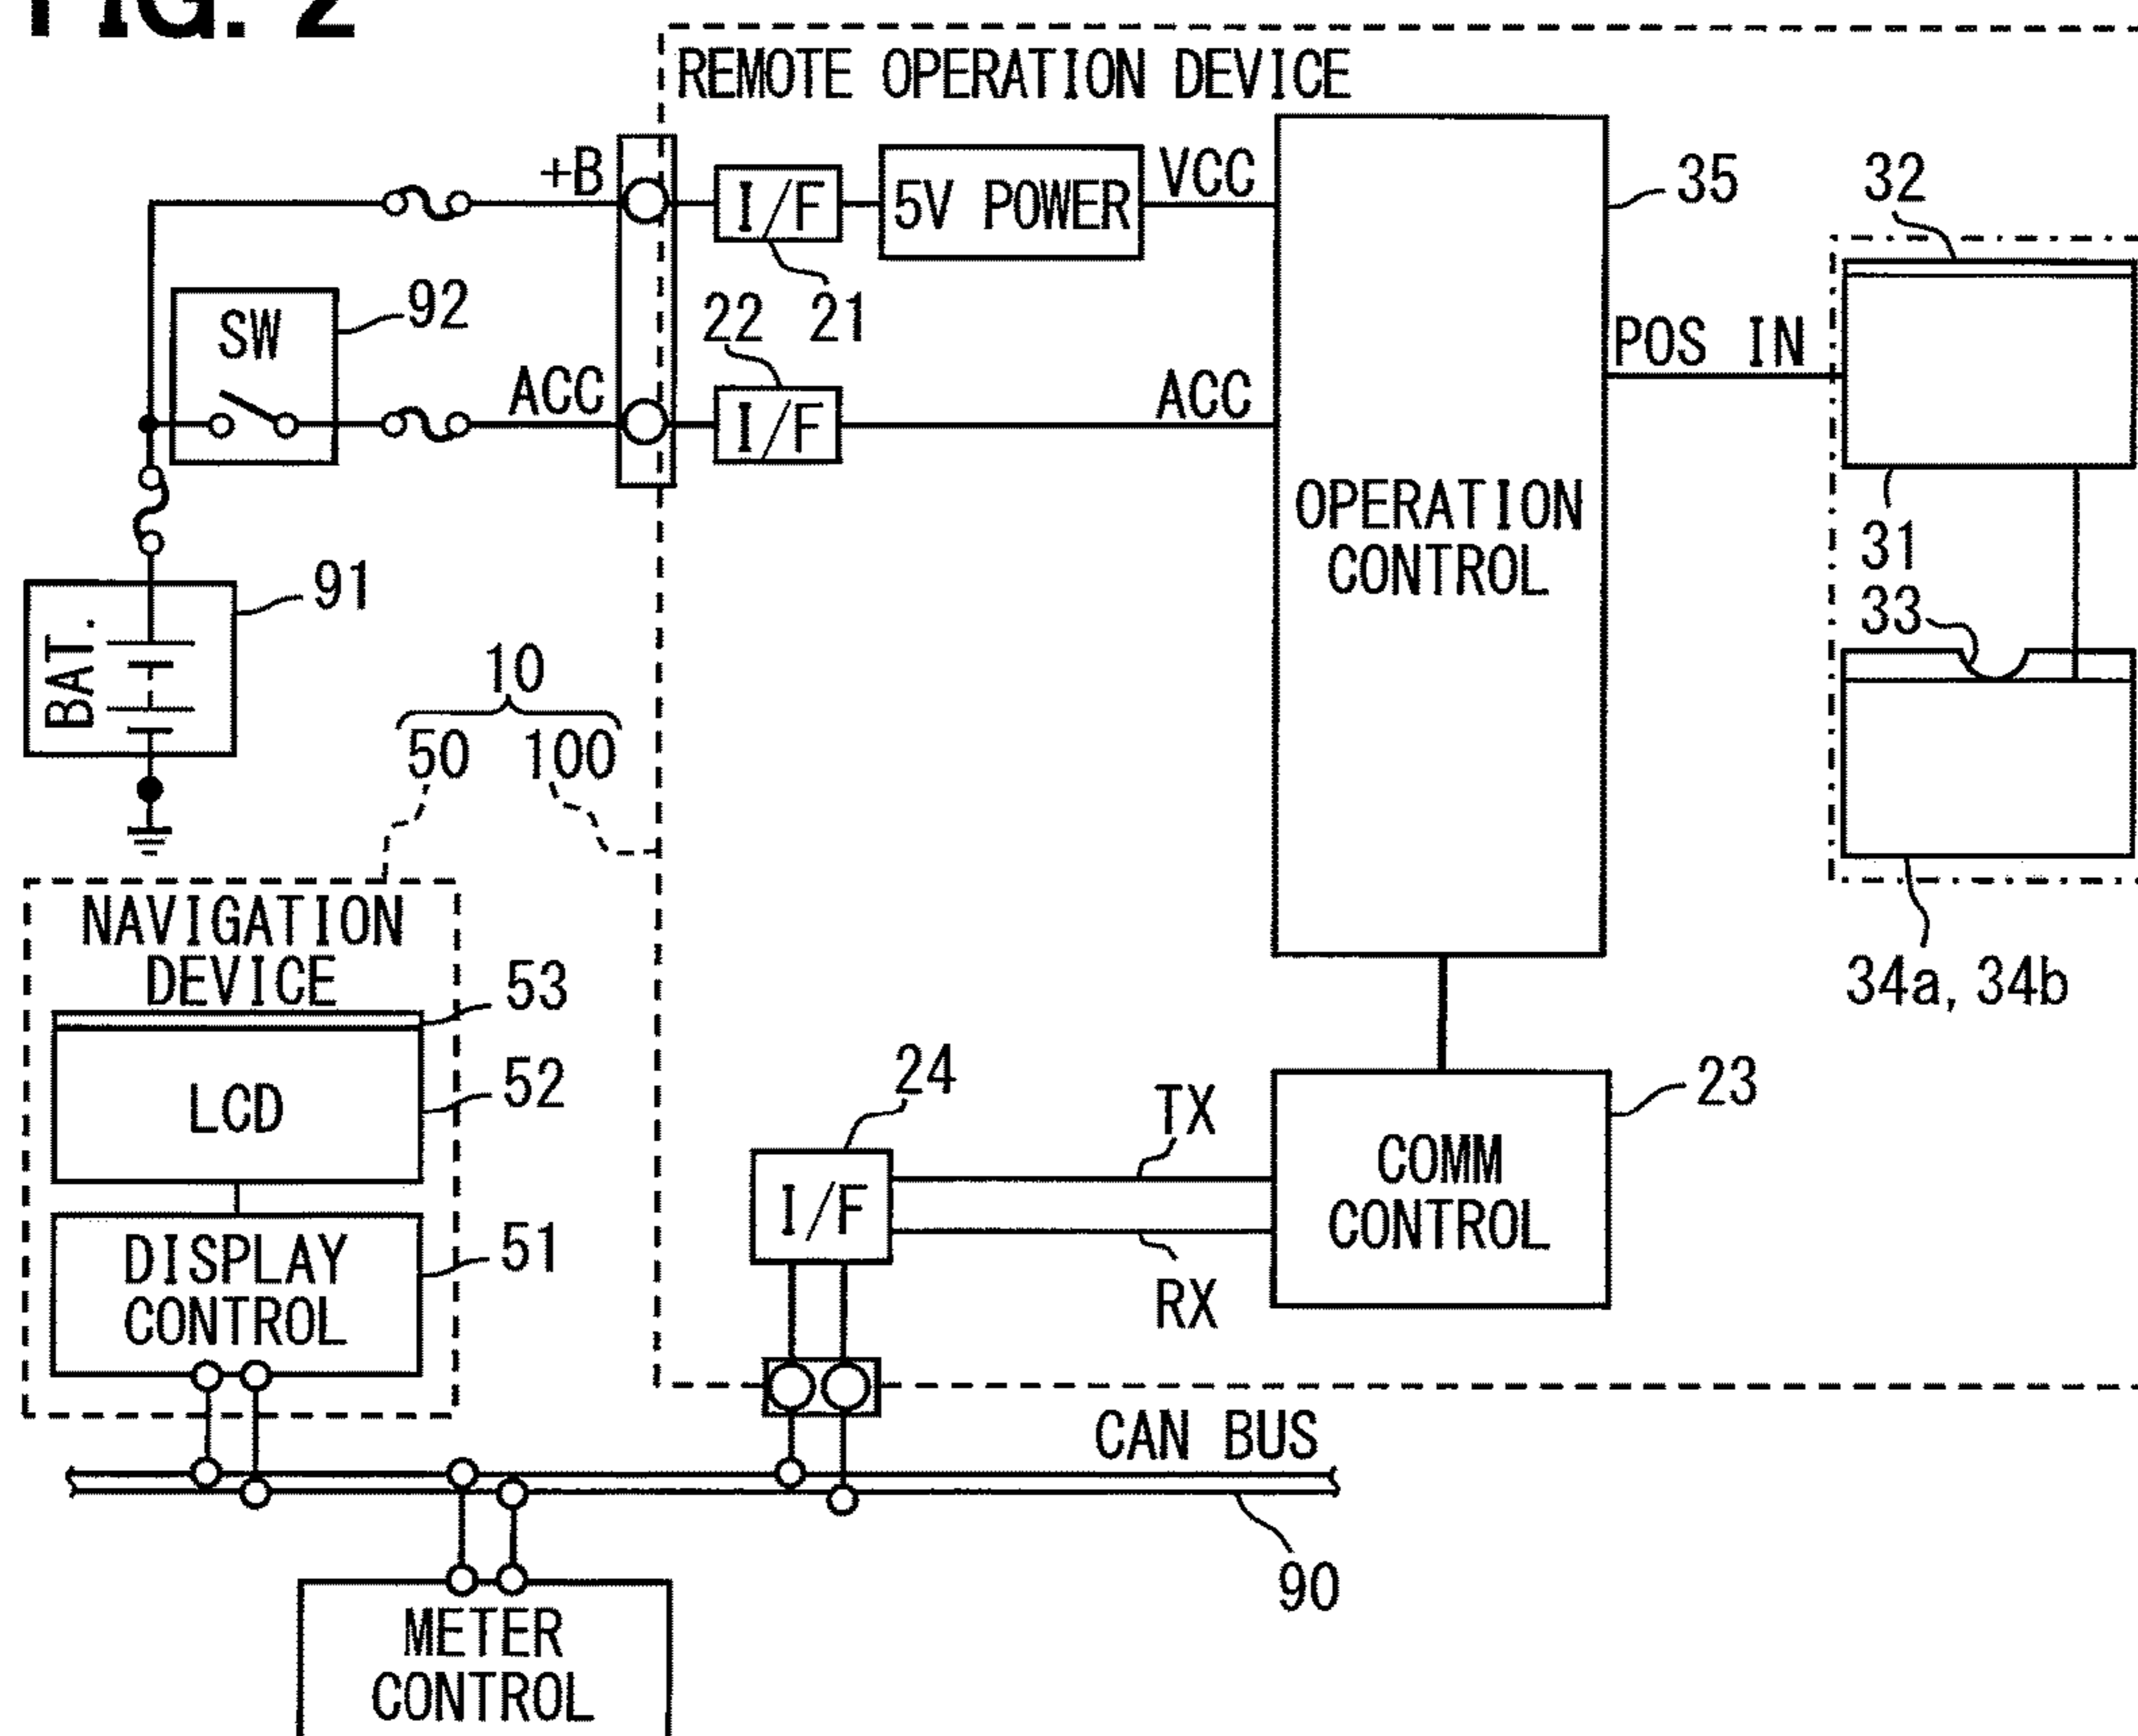 FIG. 2
REMOTE OPERATION DEVICE
+B
I/F
5V POWER
VCC
35
32
SW
92
22
21
POS IN
ACC
I/F
ACC
OPERATION
CONTROL
31
33
BAT.
91
10
50
100
NAVIGATION
DEVICE
53
34a, 34b
LCD
52
24
TX
23
I/F
COMM
CONTROL
DISPLAY
CONTROL
51
RX
CAN BUS
90
METER
CONTROL